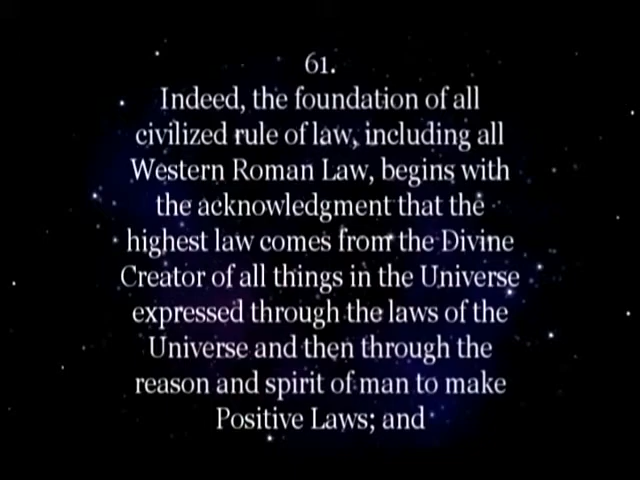 61.
Indeed, the foundation of all
civilized rule of law, including all
Western Roman Law, begins with
the acknowledgment that the
highest law comes from the Divine
Creator of all things in the Universe
expressed through the laws of the
Universe and then through the
reason and spirit of man to make
Positive Laws; and